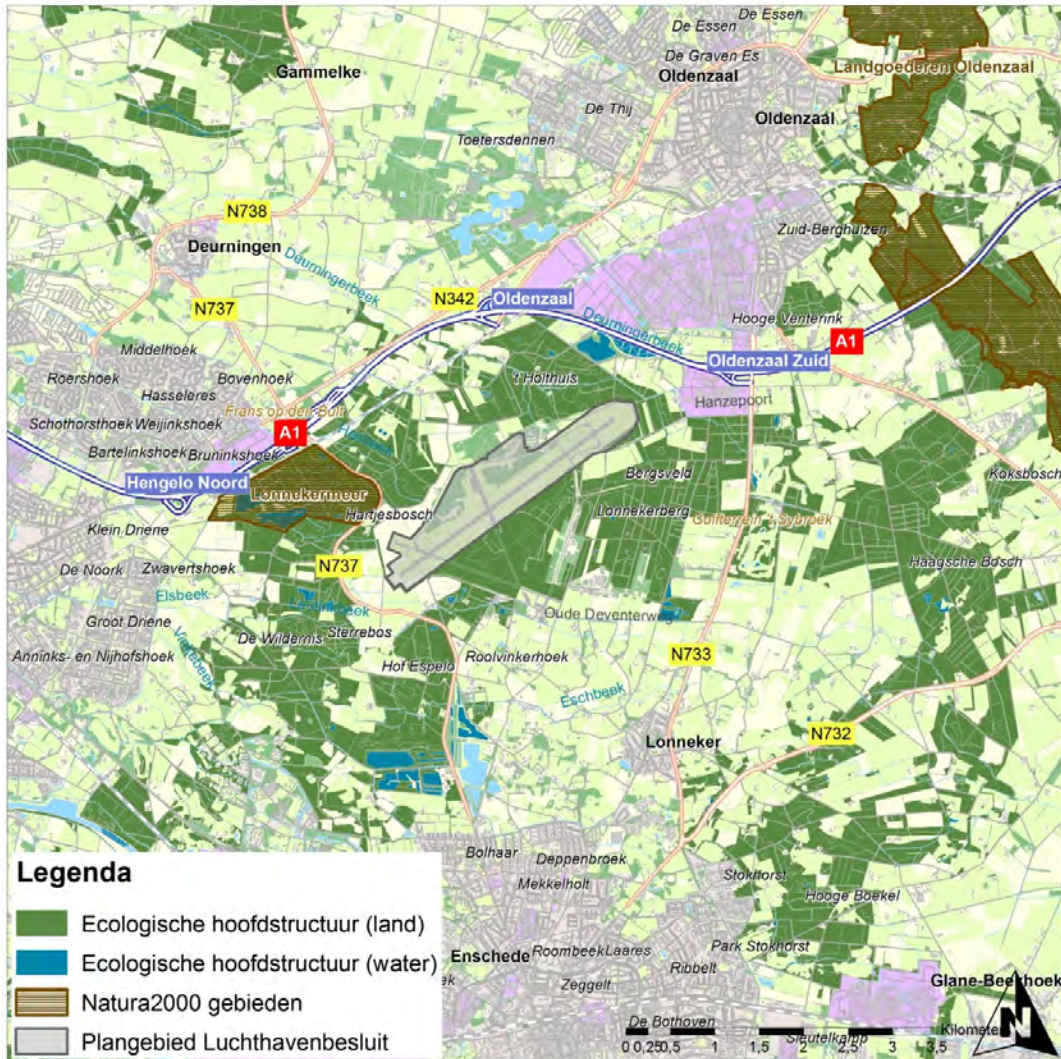 De Essen
De Essen
De Graven Es
Landgoederen Oldenzaal
Gammelke
Oldenzaal
De Thij
Oldenzaal
Toetersdennen
N738
Zuid-Berghuizen
Deurningen
Deurningerbeek
N342
Oldenzaal
N737
Deurningerbeek
Hooge Venterink
A1
Middelhoek
Oldenzaal Zuid
Roershoek
Bovenhoek
't Holthuis
Hasseleres
Hanzepoort
Frans op den Bult
Schothorsthoek
Weijinkshoek
A1
Bartelinkshoek
Bruninkshoek
Bergsveld
Koksbosch
Hengelo Noord
Lonnekermeer
Hartjesbosch
Lonnekerberg
Golfterrein 't Sybroek
Klein Driene
De Noork
Zwavertshoek
N737
Haagsche Bosch
Elsbeek
Oude Deventerweg
Groot Driene
De Wildernis
Sterrebos
Anninks- en Nijhofshoek
Hof Espelo
Roolvinkerhoek
N733
Eschbeek
N732
Lonneker
Legenda
Bolhaar
Deppenbroek
Stokhorst
Mekkelholt
Hooge Boekel
Ecologische hoofdstructuur (land)
Ecologische hoofdstructuur (water)
Enschede
Roombeek
Laares
Park Stokhorst
Ribbelt
Zeggelt
Glane-Beekhoek
Natura2000 gebieden
De Bothoven
Kilometer
N
Plangebied Luchthavenbesluit
0 0,25 0,5 1 1,5 2 2,5 3 3,5
Sleutelkamp